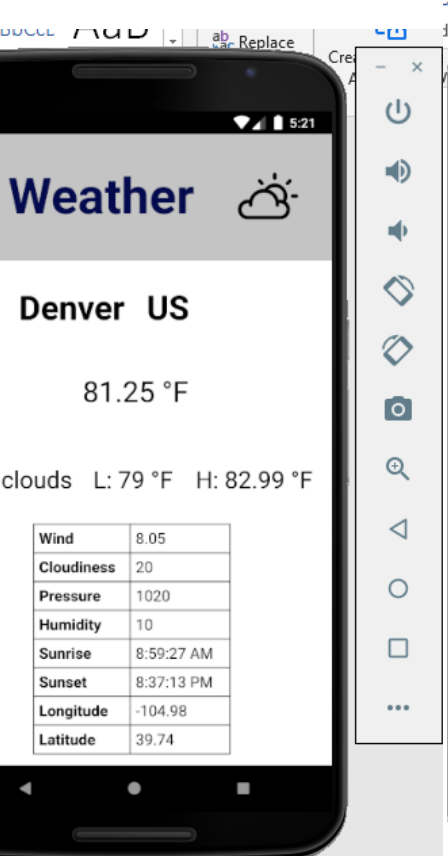 Replace
5:21
Weather
Denver US
81.25 °F
clouds L: 79 °F H: 82.99 °F
Wind 8.05
Cloudiness 20
Pressure 1020
Humidity 10
Sunrise 8:59:27 AM
Sunset 8:37:13 PM
Longitude -104.98
Latitude 39.74